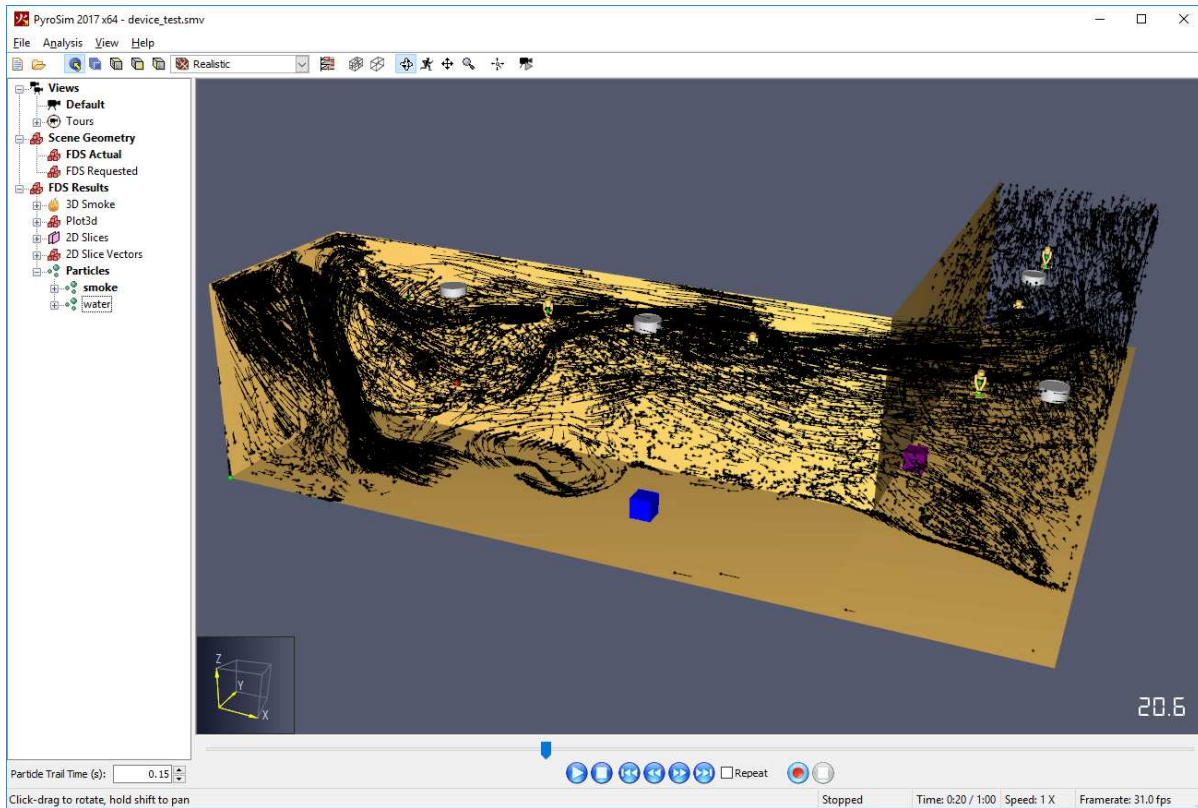 PyroSim 2017 x64 - device_test.smv
File Analysis View Help
Realistic
Views
Default
Tours
Scene Geometry
FDS Actual
FDS Requested
FDS Results
3D Smoke
Plot3d
2D Slices
2D Slice Vectors
Particles
smoke
water
Z
Y
X
20.6
Particle Trail Time (s): 0.15
Repeat
Click-drag to rotate, hold shift to pan
Stopped
Time: 0:20 / 1:00
Speed: 1 X
Framerate: 31.0 fps